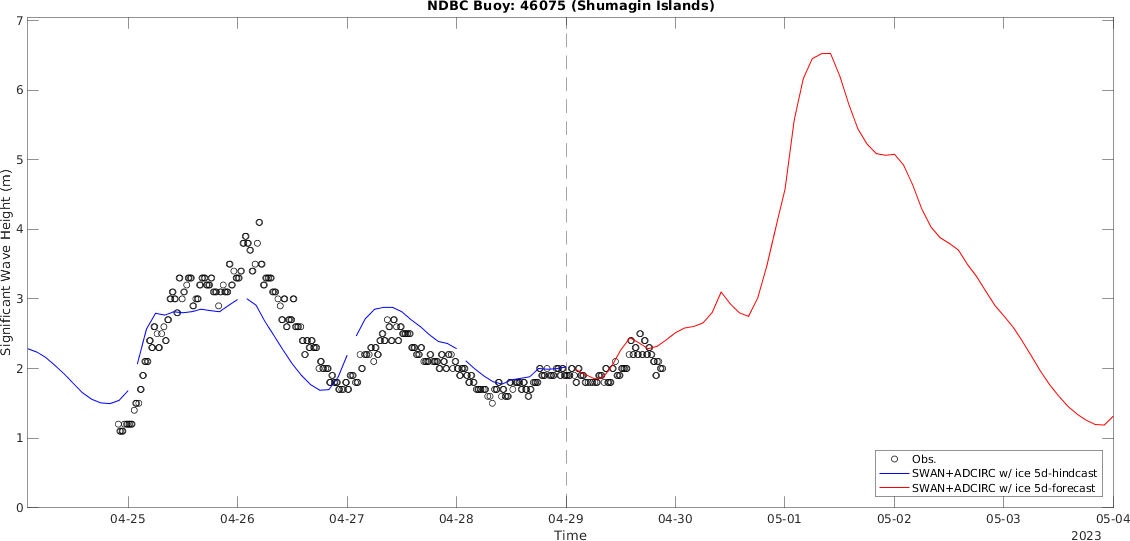 NDBC Buoy: 46075 (Shumagin Islands)
7
6
5
4
3
2
1
0
Significant Wave Height (m)
Obs.
SWAN+ADCIRC w/ ice 5d-hindcast
SWAN+ADCIRC w/ ice 5d-forecast
04-25 04-26 04-27 04-28 04-29 04-30 05-01 05-02 05-03 05-04
Time
2023